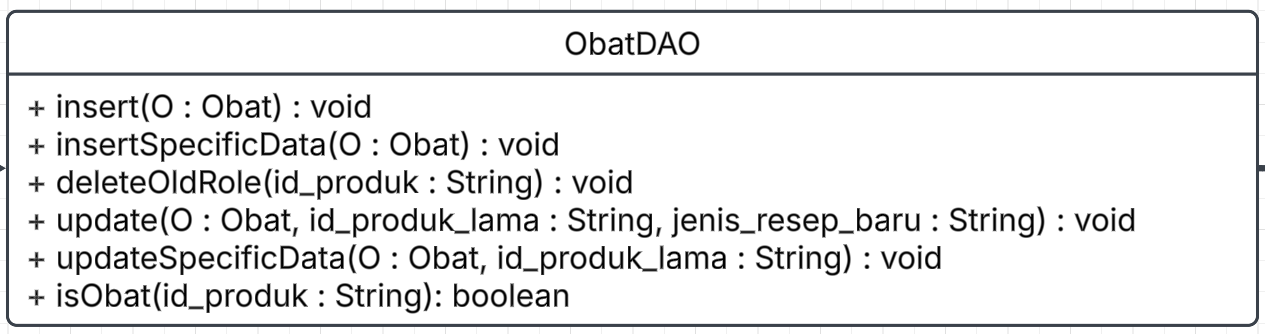 ObatDAO
+ insert(O : Obat) : void
+ insertSpecificData(O : Obat) : void
+ deleteOldRole(id_produk : String) : void
+ update(O : Obat, id_produk_lama : String, jenis_resep_baru : String) : void
+ updateSpecificData(O : Obat, id_produk_lama : String) : void
+ isObat(id_produk : String): boolean